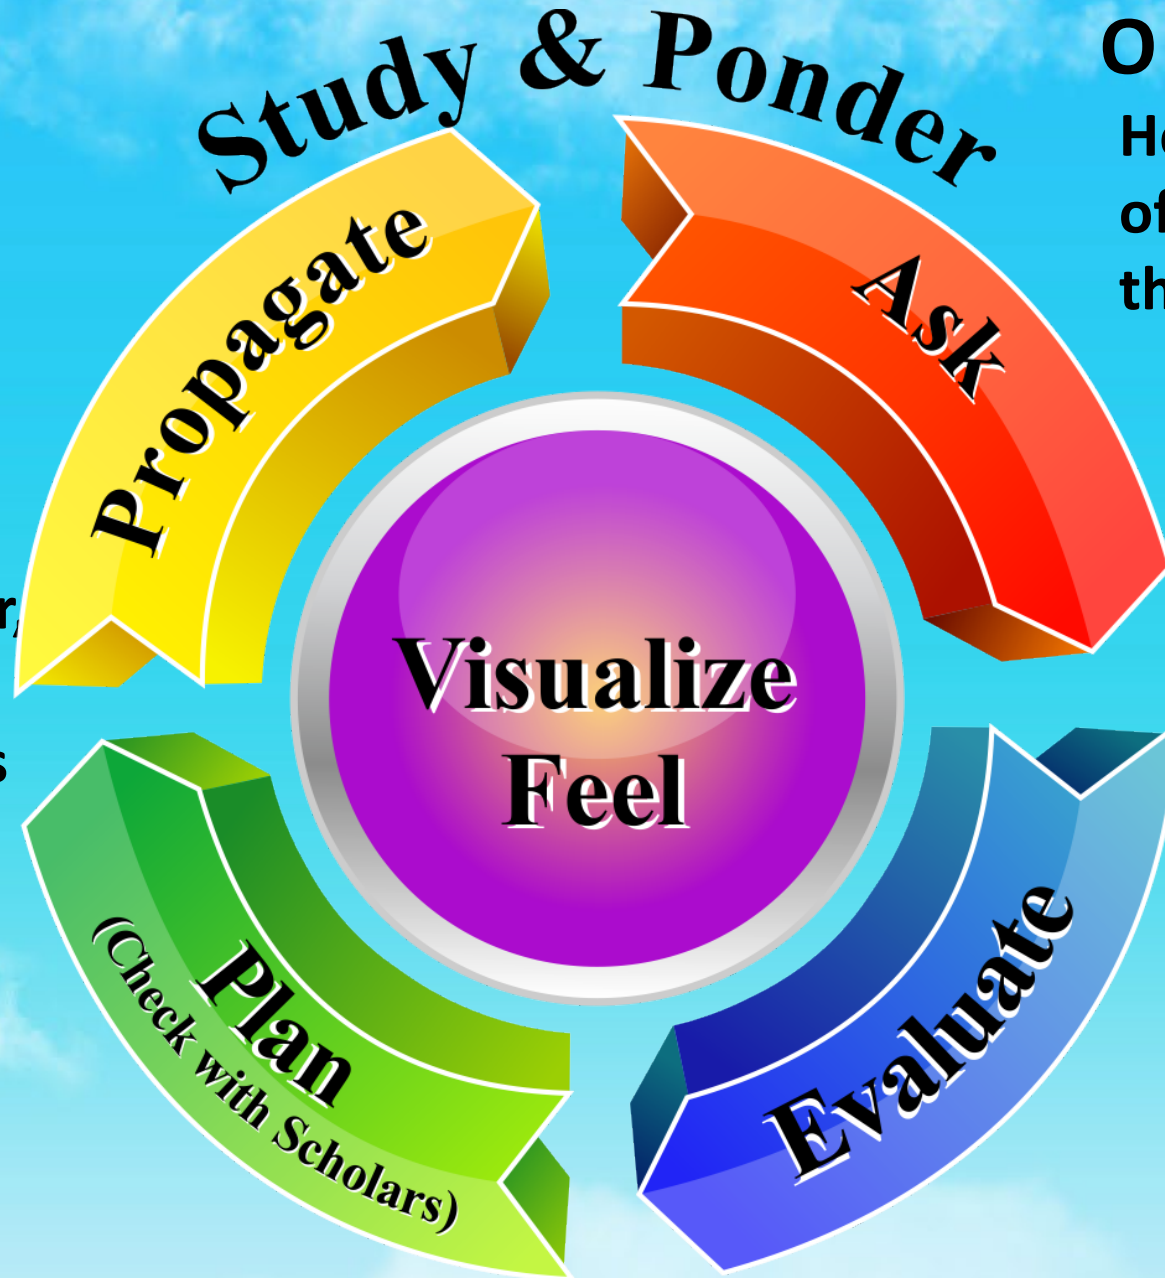 Study & Ponder
Ask
Evaluate
Plan
(Check with Scholars)
Propagate
Visualize
Feel